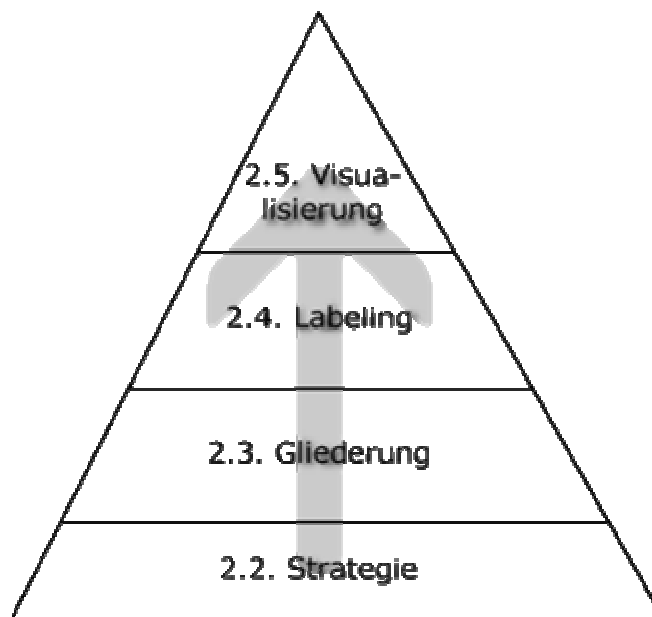 2.5. Visua-
lisierung
2.4. Labeling
2.3. Gliederung
2.2. Strategie